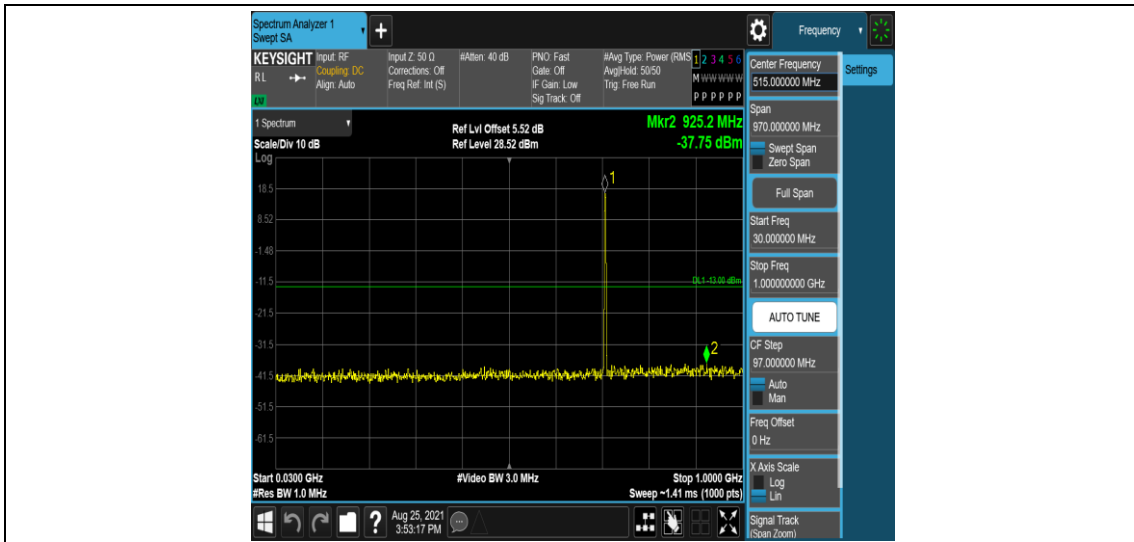 Spectrum Analyzer 1
Swept SA
+
Frequency
KEYSIGHT
RL
LXI
Input: RF
Coupling: DC
Align: Auto
Input Z: 50 Ω
Corrections: Off
Freq Ref: Int (S)
#Atten: 40 dB
PNO: Fast
Gate: Off
IF Gain: Low
Sig Track: Off
#Avg Type: Power (RMS
Avg|Hold: 50/50
Trig: Free Run
1 2 3 4 5 6
M W W W W W
P P P P P P
Center Frequency
515.000000 MHz
Settings
1 Spectrum
Scale/Div 10 dB
Log
Ref Lvl Offset 5.52 dB
Ref Level 28.52 dBm
Mkr2 925.2 MHz
-37.75 dBm
18.5
8.52
-1.48
-11.5
-21.5
-31.5
-41.5
-51.5
-61.5
1
DL1 -13.00 dBm
2
Start 0.0300 GHz
#Res BW 1.0 MHz
#Video BW 3.0 MHz
Stop 1.0000 GHz
Sweep ~1.41 ms (1000 pts)
Span
970.000000 MHz
Swept Span
Zero Span
Full Span
Start Freq
30.000000 MHz
Stop Freq
1.000000000 GHz
AUTO TUNE
CF Step
97.000000 MHz
Auto
Man
Freq Offset
0 Hz
X Axis Scale
Log
Lin
Signal Track
(Span Zoom)
?
Aug 25, 2021
3:53:17 PM